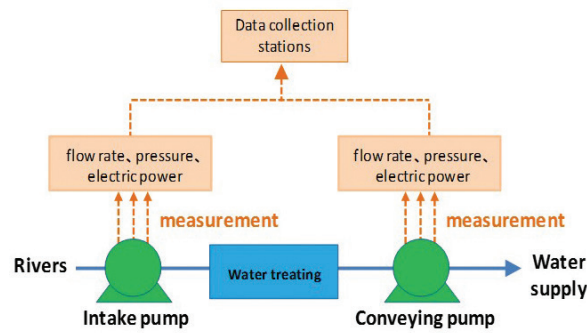 Data collection
stations
flow rate, pressure、
electric power
flow rate, pressure、
electric power
measurement
measurement
Rivers
Water treating
Water
supply
Intake pump
Conveying pump